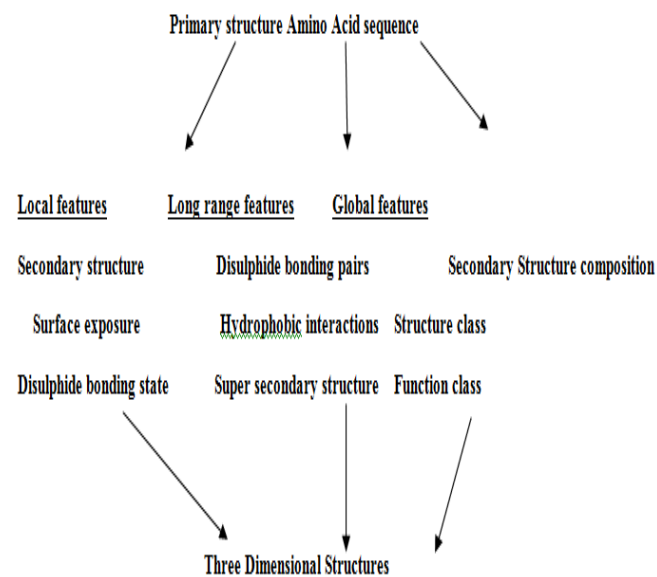 Primary structure Amino Acid sequence
Local features Long range features Global features
Secondary structure Disulphide bonding pairs Secondary Structure composition
Surface exposure Hydrophobic interactions Structure class
Disulphide bonding state Super secondary structure Function class
Three Dimensional Structures